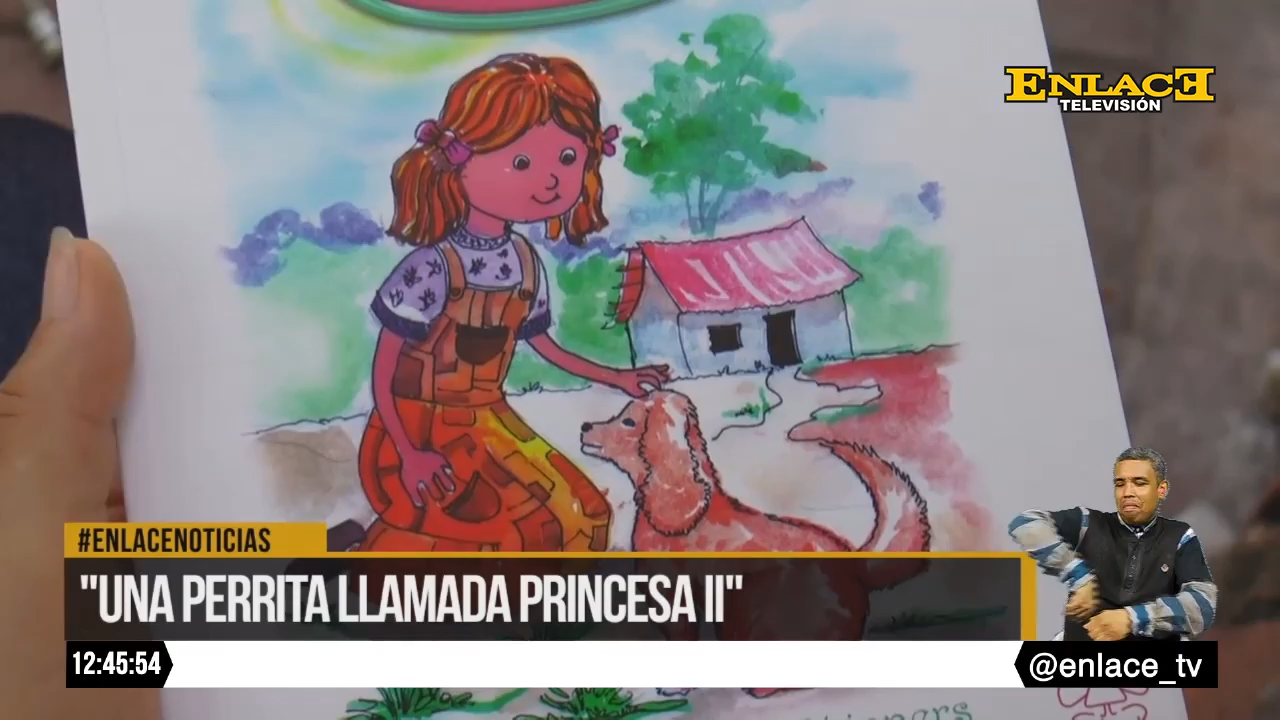 ENLACE
TELEVISIÓN
#ENLACENOTICIAS
"UNA PERRITA LLAMADA PRINCESA II"
12:45:54
@enlace_tv